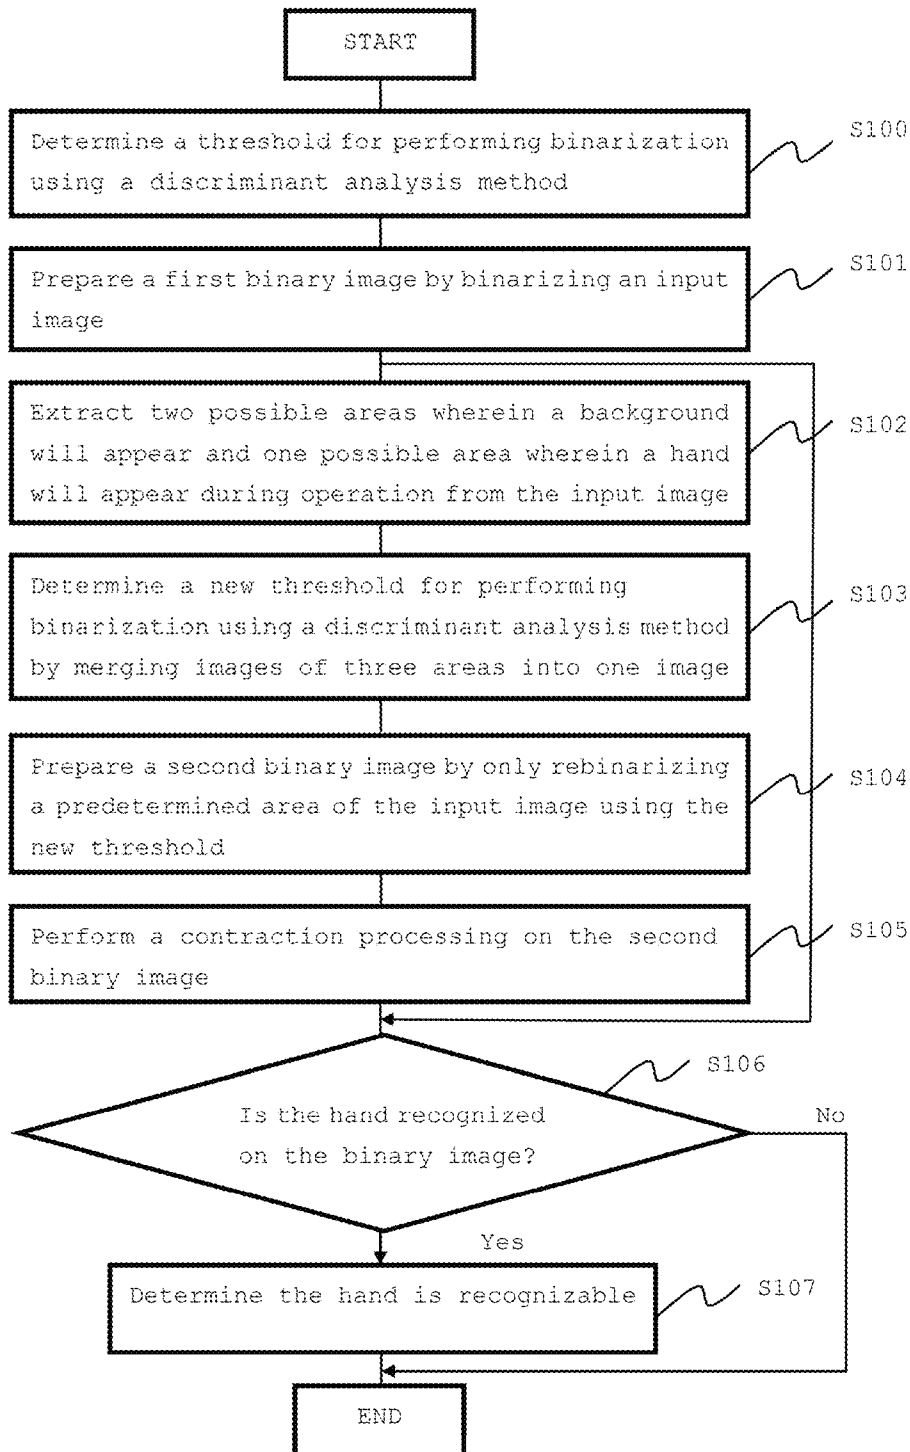 START
Determine a threshold for performing binarization
using a discriminant analysis method
S100
Prepare a first binary image by binarizing an input
image
S101
Extract two possible areas wherein a background
will appear and one possible area wherein a hand
will appear during operation from the input image
S102
Determine a new threshold for performing
binarization using a discriminant analysis method
by merging images of three areas into one image
S103
Prepare a second binary image by only rebinarizing
a predetermined area of the input image using the
new threshold
S104
Perform a contraction processing on the second
binary image
S105
S106
Is the hand recognized
on the binary image?
No
Yes
Determine the hand is recognizable
S107
END